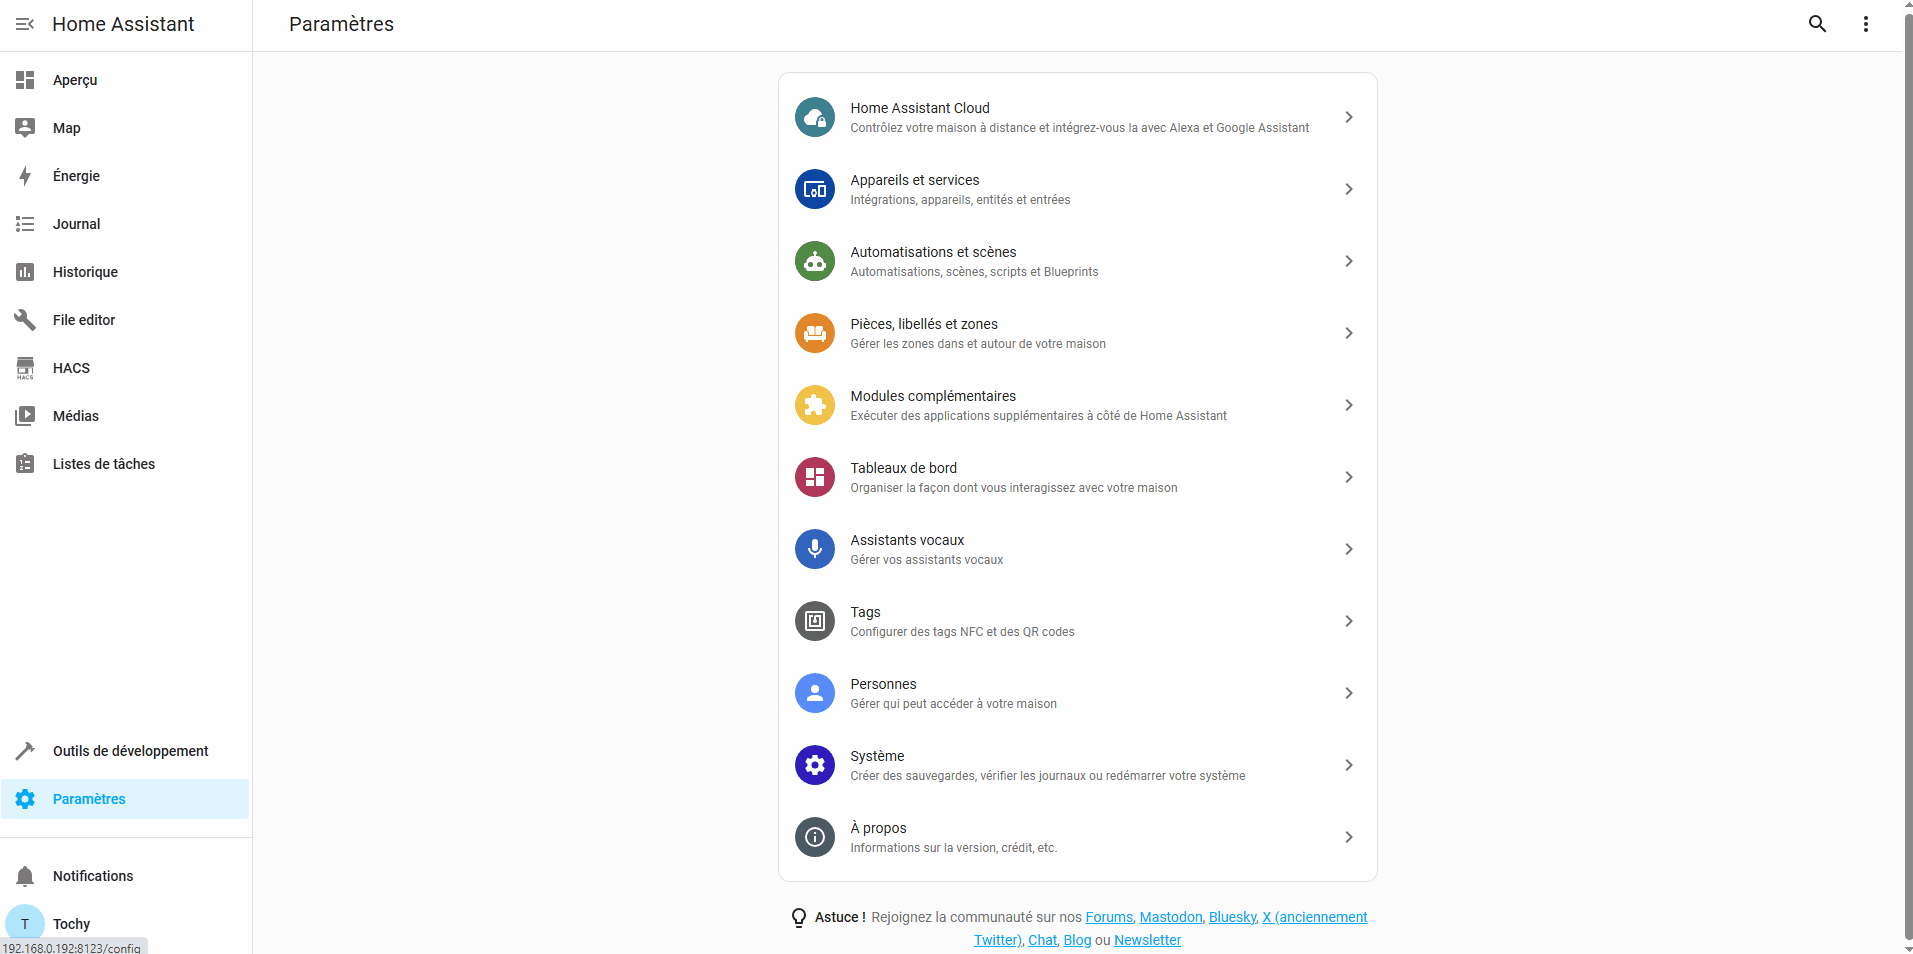 Home Assistant
Paramètres
Aperçu
Map
Énergie
Journal
Historique
File editor
HACS
HACS
Médias
Listes de tâches
Outils de développement
Paramètres
Notifications
T
Tochy
192.168.0.192:8123/config
Home Assistant Cloud
Contrôlez votre maison à distance et intégrez-vous la avec Alexa et Google Assistant
Appareils et services
Intégrations, appareils, entités et entrées
Automatisations et scènes
Automatisations, scènes, scripts et Blueprints
Pièces, libellés et zones
Gérer les zones dans et autour de votre maison
Modules complémentaires
Exécuter des applications supplémentaires à côté de Home Assistant
Tableaux de bord
Organiser la façon dont vous interagissez avec votre maison
Assistants vocaux
Gérer vos assistants vocaux
Tags
Configurer des tags NFC et des QR codes
Personnes
Gérer qui peut accéder à votre maison
Système
Créer des sauvegardes, vérifier les journaux ou redémarrer votre système
À propos
Informations sur la version, crédit, etc.
Astuce ! Rejoignez la communauté sur nos Forums, Mastodon, Bluesky, X (anciennement
Twitter), Chat, Blog ou Newsletter